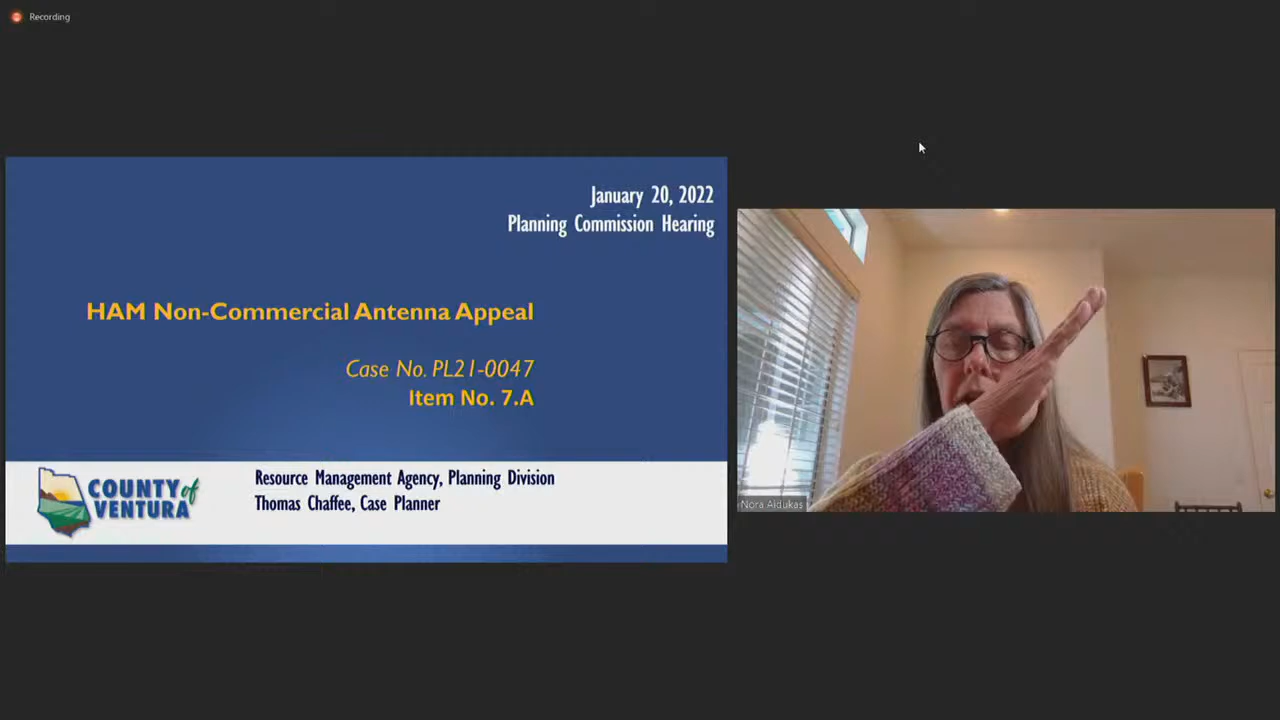 Recording
January 20, 2022
Planning Commission Hearing
HAM Non-Commercial Antenna Appeal
Case No. PL21-0047
Item No. 7.A
COUNTY of
VENTURA
Resource Management Agency, Planning Division
Thomas Chaffee, Case Planner
Nora Aidukas